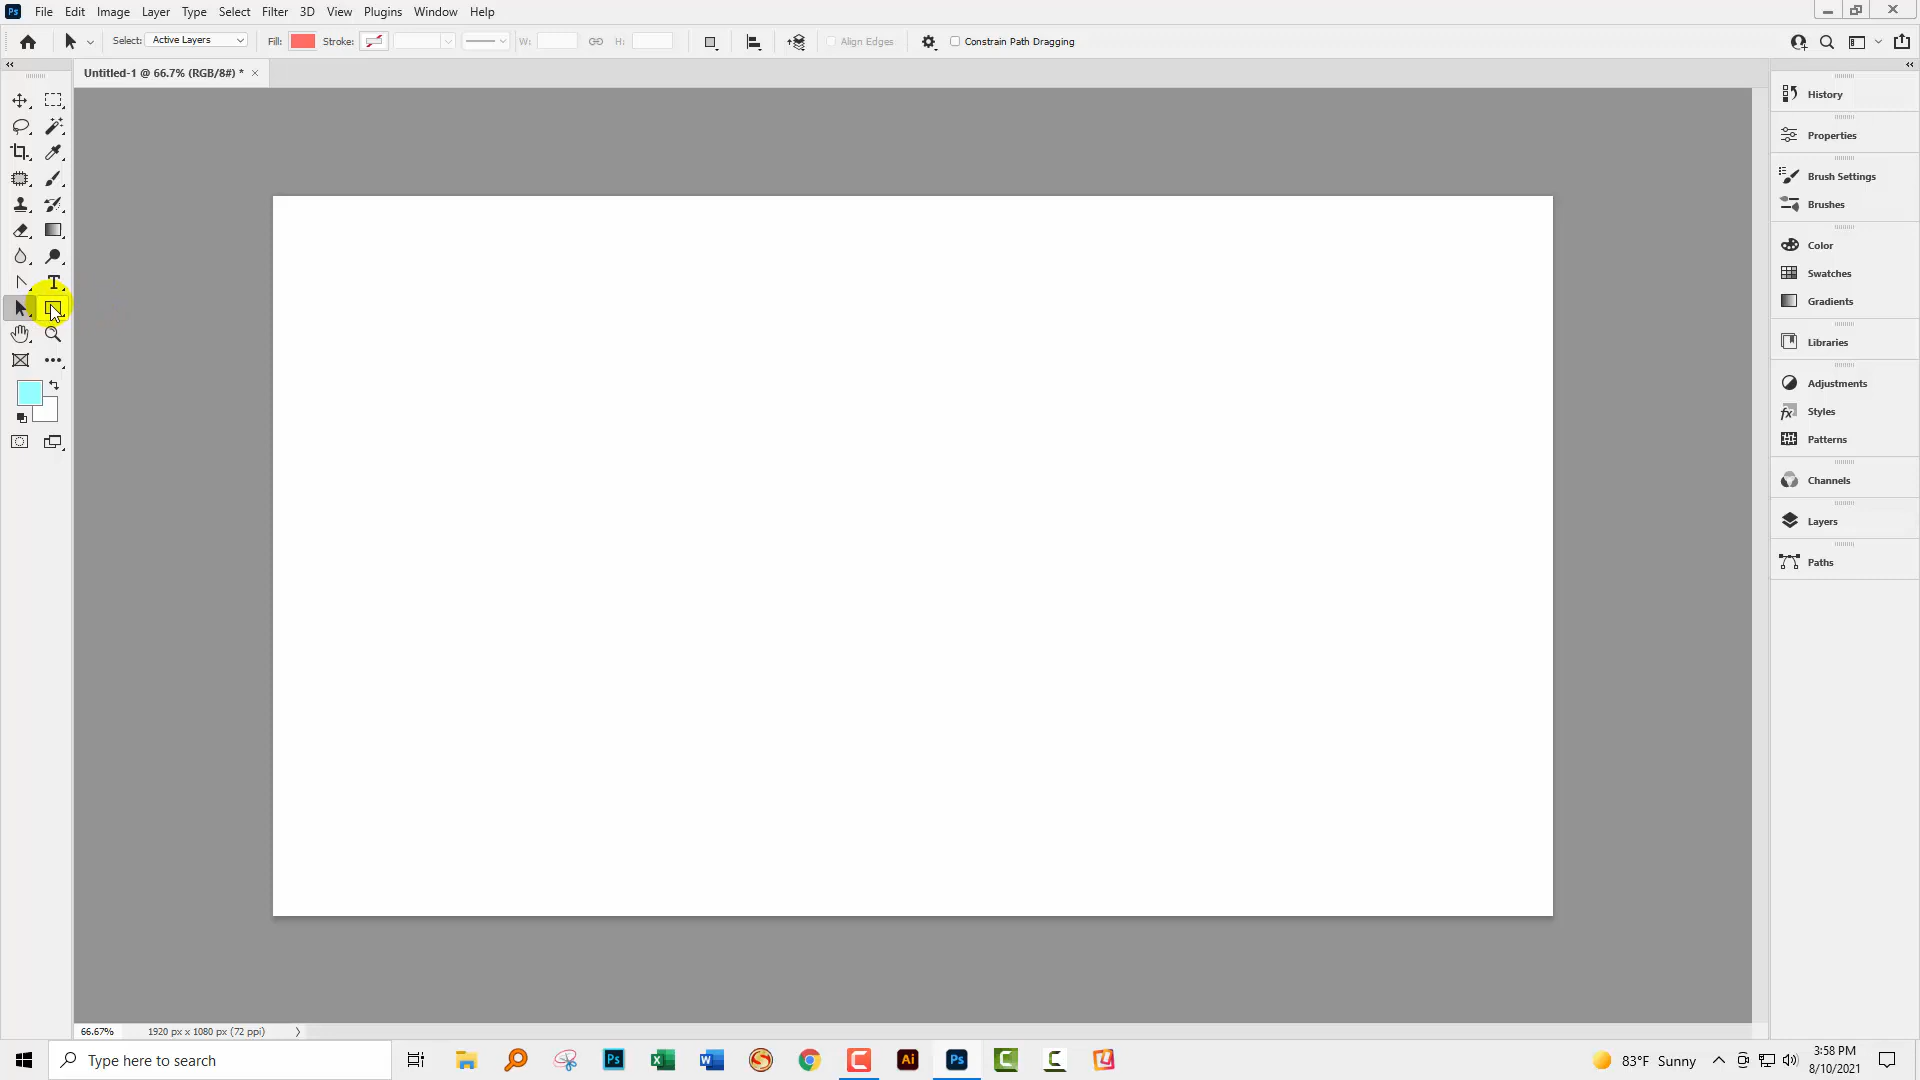 Ps File Edit Image Layer Type Select Filter 3D View Plugins Window Help
Select: Active Layers Fill: Stroke: W: H: Align Edges Constrain Path Dragging
Untitled-1 @ 66.7% (RGB/8#) * ×
History
Properties
Brush Settings
Brushes
Color
Swatches
Gradients
Libraries
Adjustments
Styles
Patterns
Channels
Layers
Paths
66.67% 1920 px x 1080 px (72 ppi)
Type here to search
83°F Sunny
3:58 PM
8/10/2021